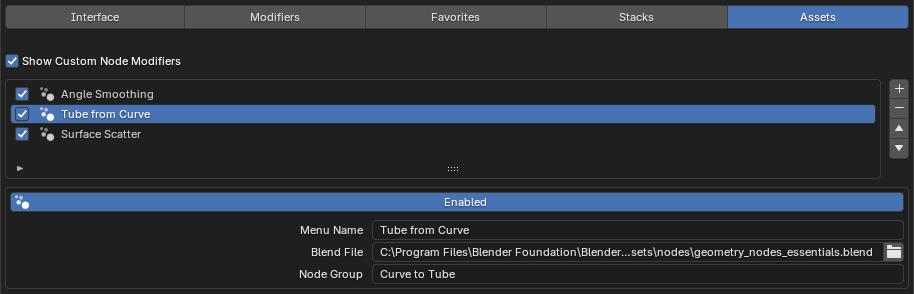 Interface Modifiers Favorites Stacks Assets
Show Custom Node Modifiers
Angle Smoothing
Tube from Curve
Surface Scatter
Enabled
Menu Name Tube from Curve
Blend File C:\Program Files\Blender Foundation\Blender...sets\nodes\geometry_nodes_essentials.blend
Node Group Curve to Tube